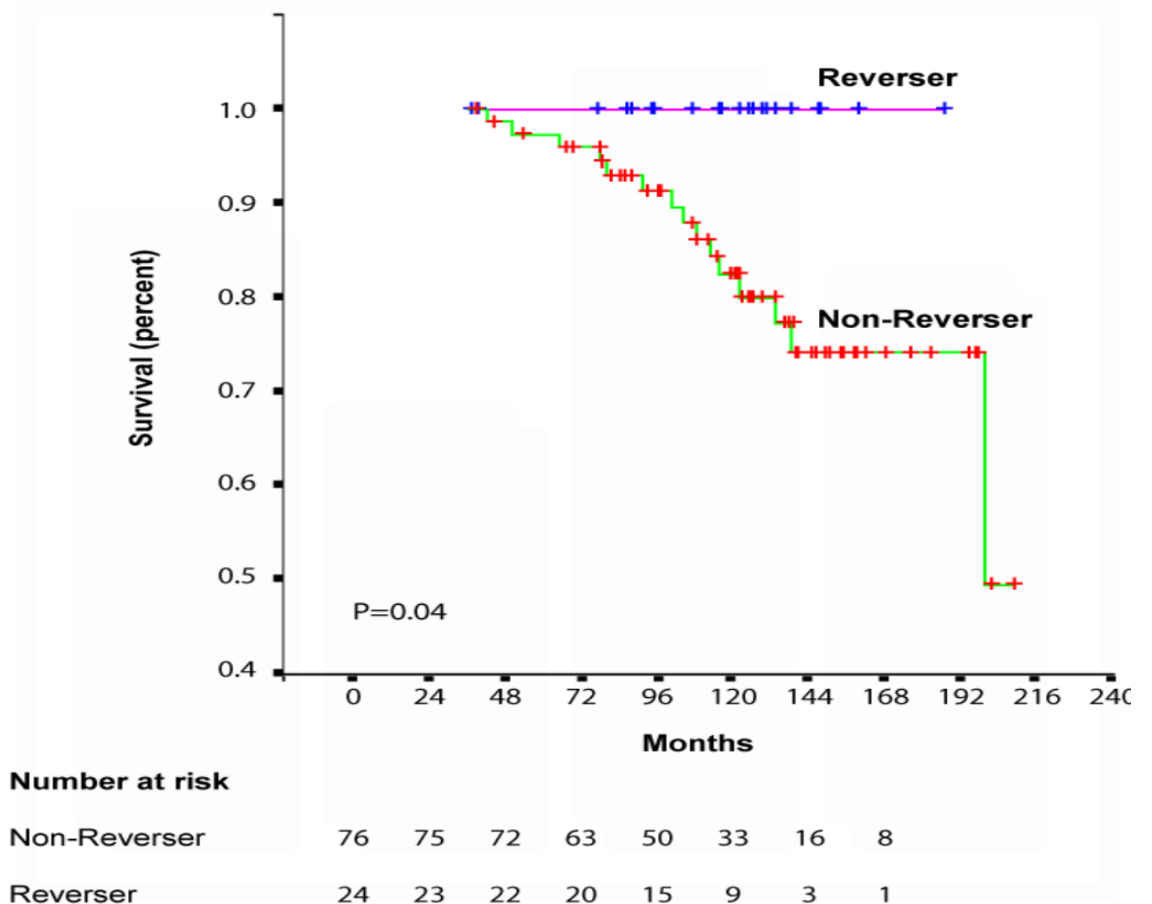 Reverser
1.0
0.9
Survival (percent)
0.8
Non-Reverser
0.7
0.6
0.5
P=0.04
0.4
0 24 48 72 96 120 144 168 192 216 240
Months
Number at risk
Non-Reverser 76 75 72 63 50 33 16 8
Reverser 24 23 22 20 15 9 3 1